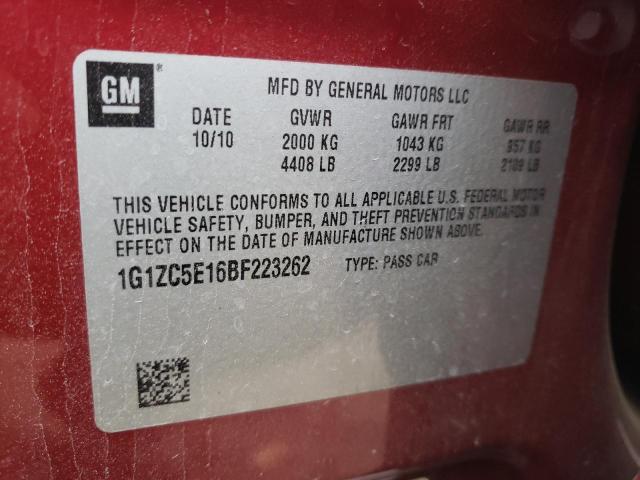 GM ®
MFD BY GENERAL MOTORS LLC
DATE GVWR GAWR FRT GAWR RR
10/10 2000 KG 1043 KG 957 KG
4408 LB 2299 LB 2109 LB
THIS VEHICLE CONFORMS TO ALL APPLICABLE U.S. FEDERAL MOTOR
VEHICLE SAFETY, BUMPER, AND THEFT PREVENTION STANDARDS IN
EFFECT ON THE DATE OF MANUFACTURE SHOWN ABOVE.
1G1ZC5E16BF223262 TYPE: PASS CAR